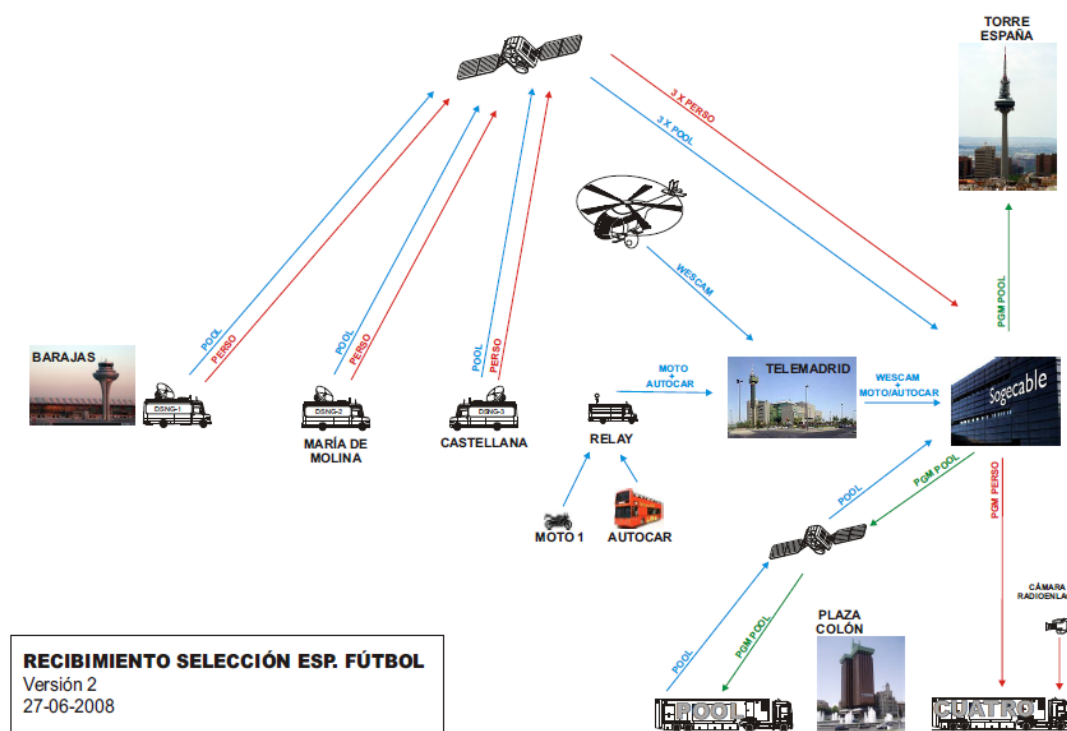 TORRE
ESPAÑA
3 X PERSO
3 X POOL
WESCAM
PGM POOL
POOL
PERSO
POOL
PERSO
POOL
PERSO
BARAJAS
DSNG-1
DSNG-2
DSNG-3
MARÍA DE
MOLINA
CASTELLANA
RELAY
MOTO
+
AUTOCAR
TELEMADRID
WESCAM
+
MOTO/AUTOCAR
Sogecable
MOTO 1
AUTOCAR
POOL
PGM POOL
PGM PERSO
POOL
PGM POOL
PLAZA
COLÓN
CÁMARA
RADIOENLA
POOL
CUATRO
RECIBIMIENTO SELECCIÓN ESP. FÚTBOL
Versión 2
27-06-2008